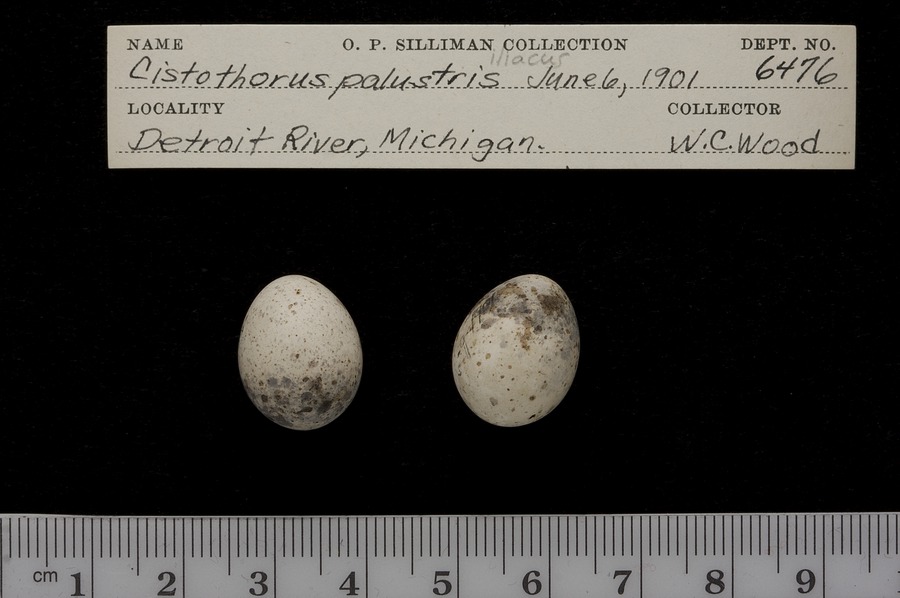 NAME O. P. SILLIMAN COLLECTION DEPT. NO.
iliacus
Cistothorus palustris June 6, 1901 6476
LOCALITY COLLECTOR
Detroit River, Michigan. W.C. Wood
cm 1 2 3 4 5 6 7 8 9